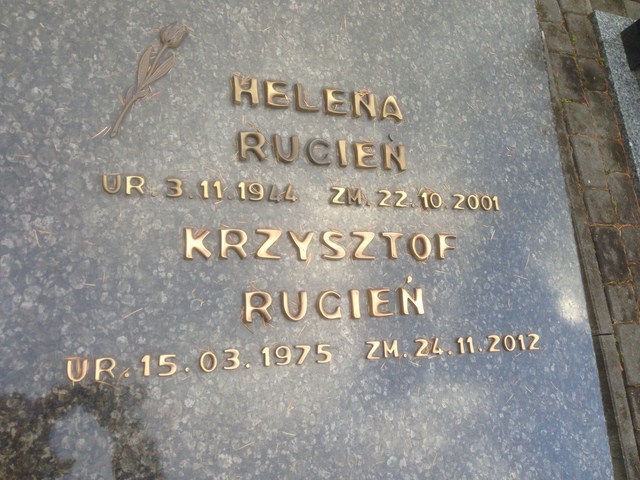 HELENA
RUCIEŃ
UR. 3.11.1944 ZM. 22.10.2001
KRZYSZTOF
RUCIEŃ
UR. 15.03.1975 ZM. 24.11.2012